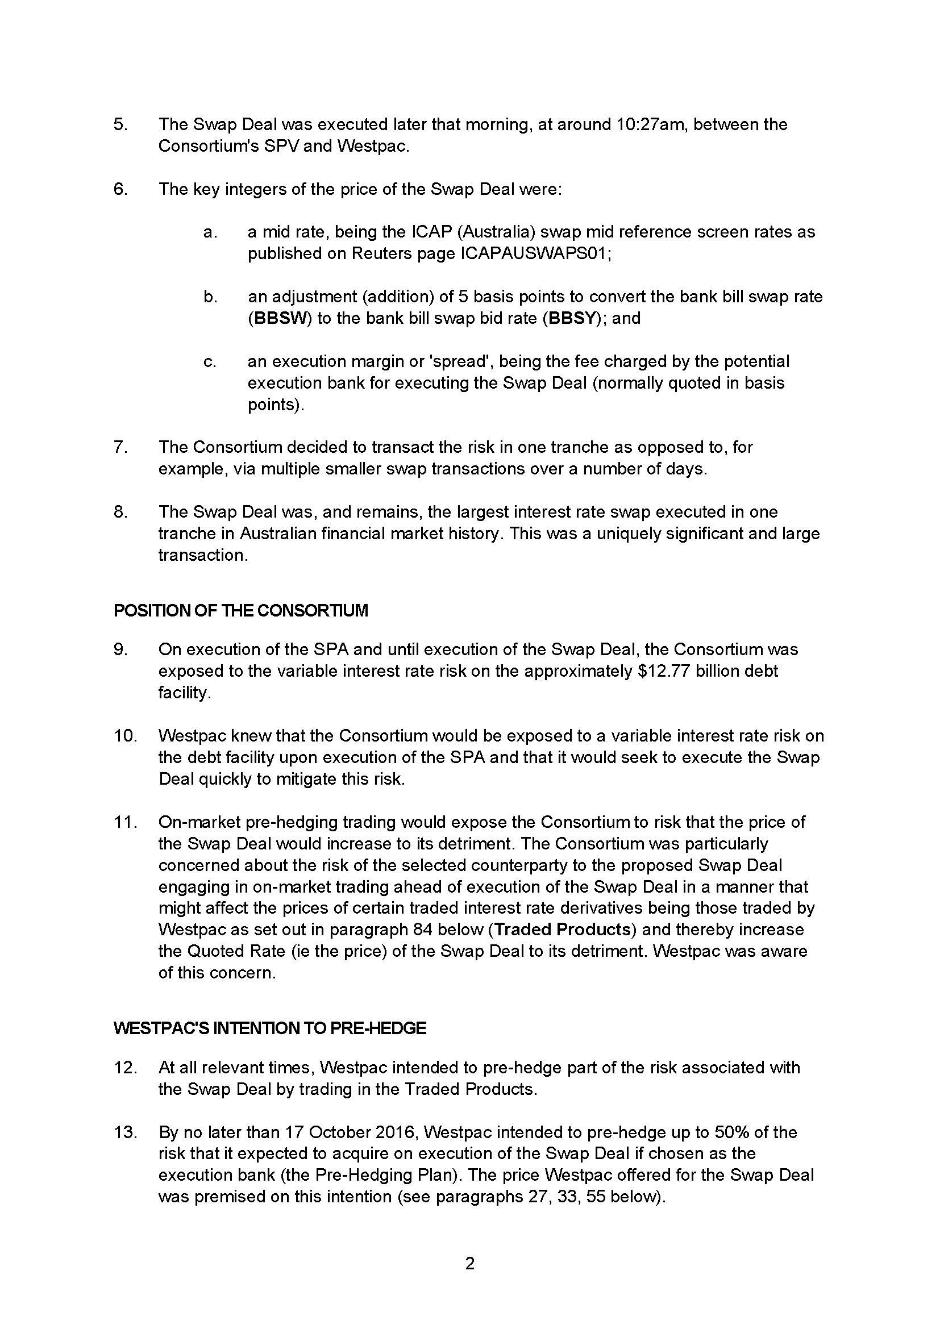 5. The Swap Deal was executed later that morning, at around 10:27am, between the
Consortium's SPV and Westpac.
6. The key integers of the price of the Swap Deal were:
a. a mid rate, being the ICAP (Australia) swap mid reference screen rates as
published on Reuters page ICAPAUSWAPS01;
b. an adjustment (addition) of 5 basis points to convert the bank bill swap rate
(BBSW) to the bank bill swap bid rate (BBSY); and
c. an execution margin or 'spread', being the fee charged by the potential
execution bank for executing the Swap Deal (normally quoted in basis
points).
7. The Consortium decided to transact the risk in one tranche as opposed to, for
example, via multiple smaller swap transactions over a number of days.
8. The Swap Deal was, and remains, the largest interest rate swap executed in one
tranche in Australian financial market history. This was a uniquely significant and large
transaction.
POSITION OF THE CONSORTIUM
9. On execution of the SPA and until execution of the Swap Deal, the Consortium was
exposed to the variable interest rate risk on the approximately $12.77 billion debt
facility.
10. Westpac knew that the Consortium would be exposed to a variable interest rate risk on
the debt facility upon execution of the SPA and that it would seek to execute the Swap
Deal quickly to mitigate this risk.
11. On-market pre-hedging trading would expose the Consortium to risk that the price of
the Swap Deal would increase to its detriment. The Consortium was particularly
concerned about the risk of the selected counterparty to the proposed Swap Deal
engaging in on-market trading ahead of execution of the Swap Deal in a manner that
might affect the prices of certain traded interest rate derivatives being those traded by
Westpac as set out in paragraph 84 below (Traded Products) and thereby increase
the Quoted Rate (ie the price) of the Swap Deal to its detriment. Westpac was aware
of this concern.
WESTPAC'S INTENTION TO PRE-HEDGE
12. At all relevant times, Westpac intended to pre-hedge part of the risk associated with
the Swap Deal by trading in the Traded Products.
13. By no later than 17 October 2016, Westpac intended to pre-hedge up to 50% of the
risk that it expected to acquire on execution of the Swap Deal if chosen as the
execution bank (the Pre-Hedging Plan). The price Westpac offered for the Swap Deal
was premised on this intention (see paragraphs 27, 33, 55 below).
2